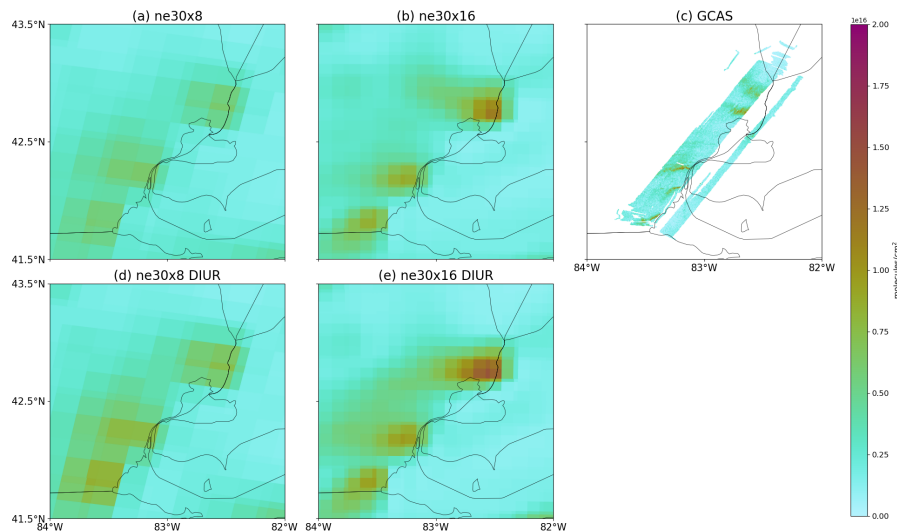 (a) ne30x8
(b) ne30x16
(c) GCAS
43.5°N
42.5°N
41.5°N
84°W
83°W
82°W
1e16
2.00
1.75
1.50
1.25
1.00
0.75
0.50
0.25
0.00
molecules/cm²
(d) ne30x8 DIUR
(e) ne30x16 DIUR
43.5°N
42.5°N
41.5°N
84°W
83°W
82°W
84°W
83°W
82°W